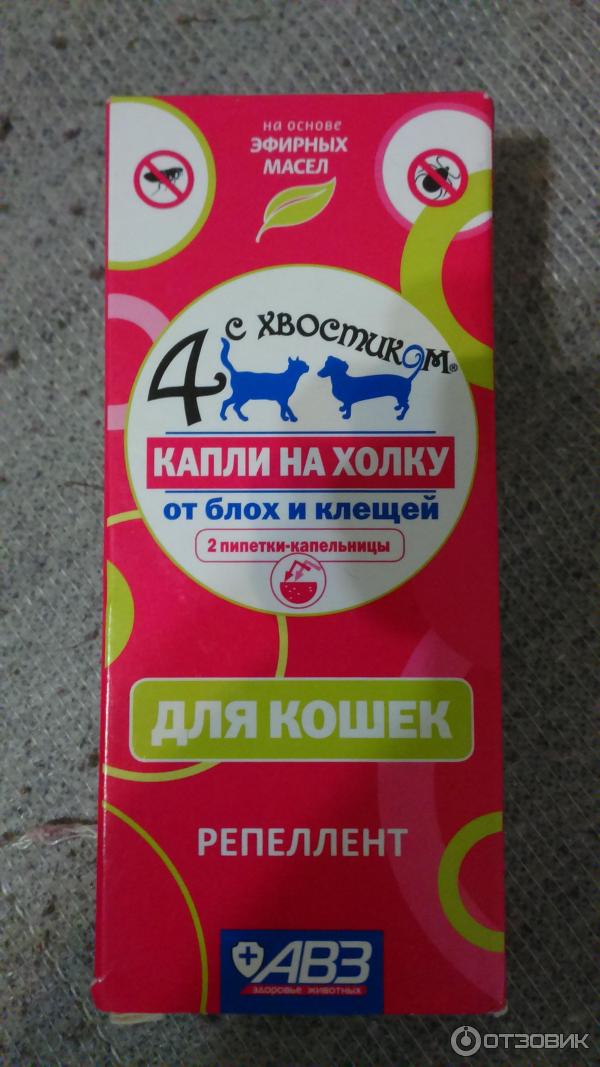 на основе
ЭФИРНЫХ
МАСЕЛ
4 с хвостиком®
КАПЛИ НА ХОЛКУ
от блох и клещей
2 пипетки-капельницы
ДЛЯ КОШЕК
РЕПЕЛЛЕНТ
АВЗ
здоровье животных
ОТЗОВИК